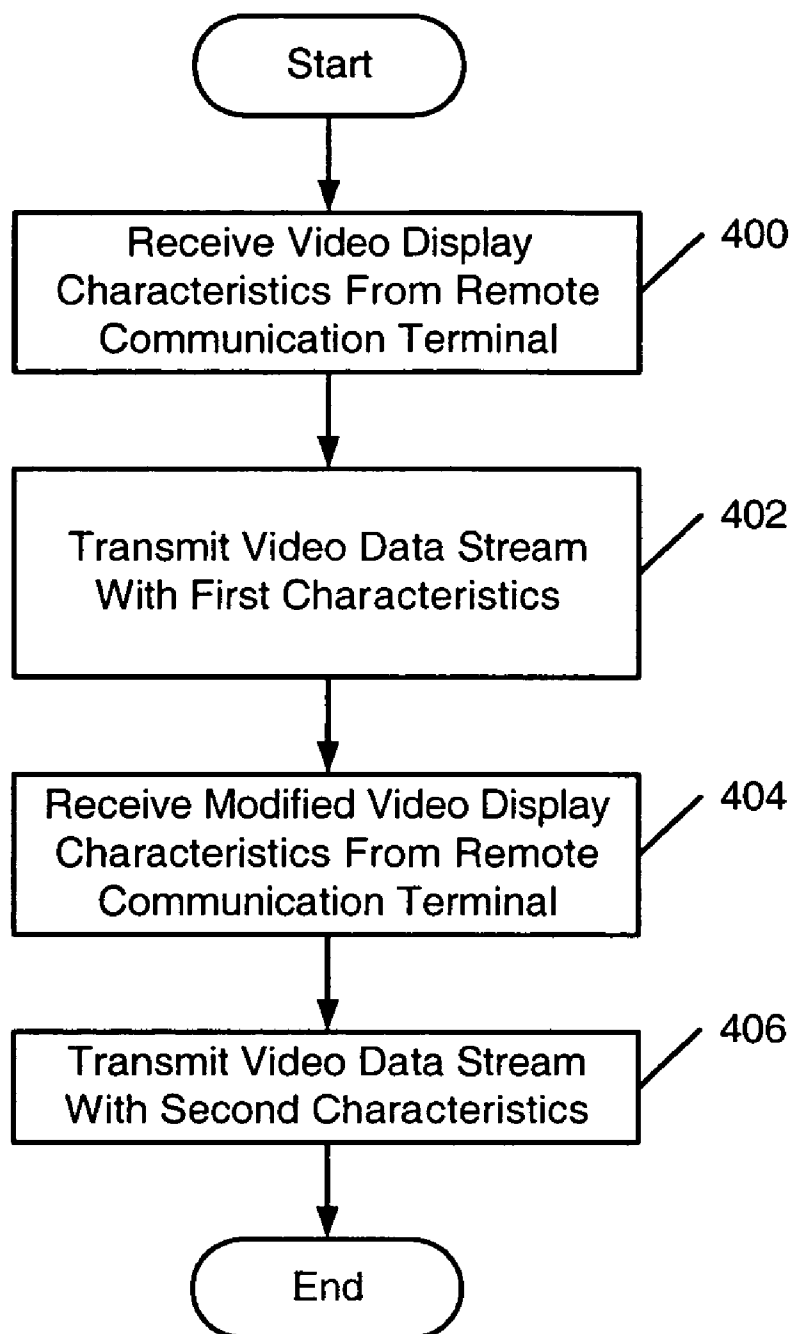 Start
Receive Video Display
Characteristics From Remote
Communication Terminal
400
Transmit Video Data Stream
With First Characteristics
402
Receive Modified Video Display
Characteristics From Remote
Communication Terminal
404
Transmit Video Data Stream
With Second Characteristics
406
End